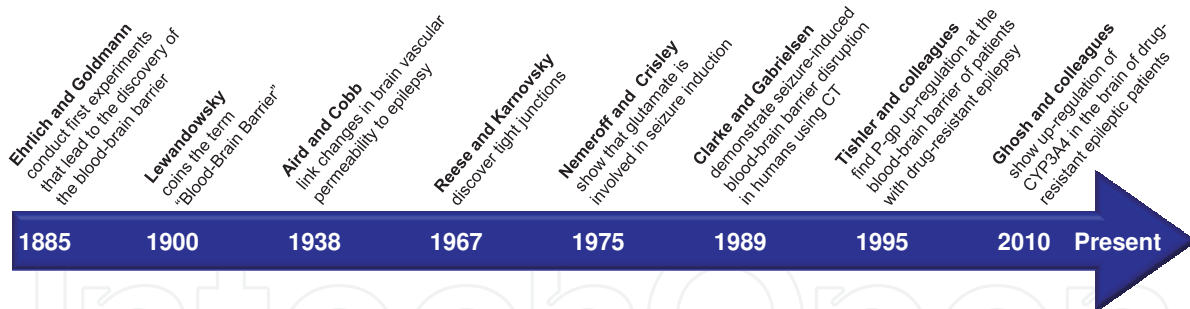 Ehrlich and Goldmann
conduct first experiments
that lead to the discovery of
the blood-brain barrier
Lewandowsky
coins the term
“Blood-Brain Barrier”
Aird and Cobb
link changes in brain vascular
permeability to epilepsy
Reese and Karnovsky
discover tight junctions
Nemeroff and Crisley
show that glutamate is
involved in seizure induction
Clarke and Gabrielsen
demonstrate seizure-induced
blood-brain barrier disruption
in humans using CT
Tishler and colleagues
find P-gp up-regulation at the
blood-brain barrier of patients
with drug-resistant epilepsy
Ghosh and colleagues
show up-regulation of
CYP3A4 in the brain of drug-
resistant epileptic patients
1885 1900 1938 1967 1975 1989 1995 2010 Present
IntechOpen